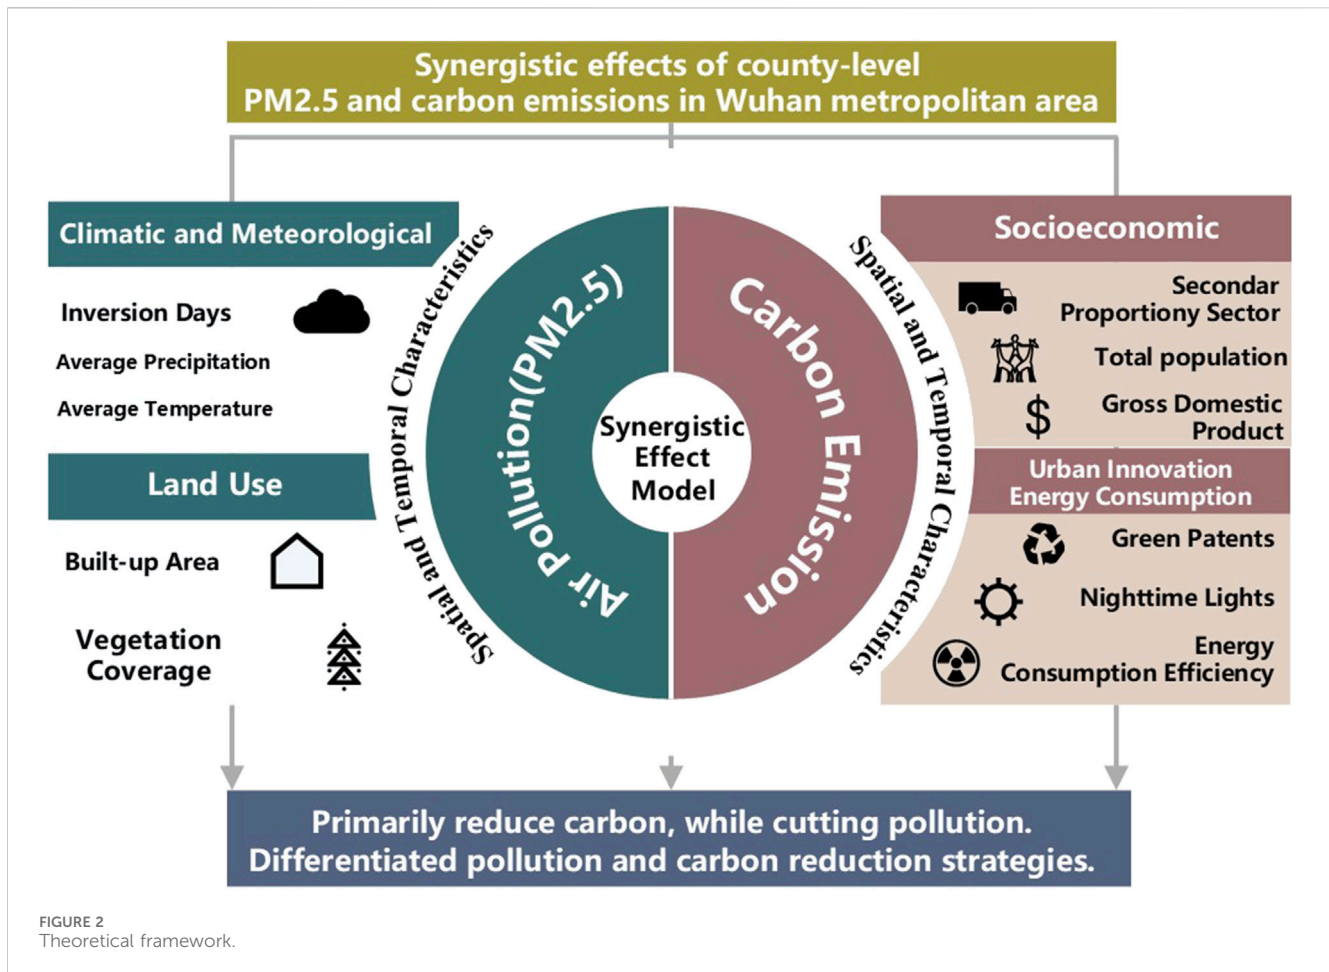 Synergistic effects of county-level
PM2.5 and carbon emissions in Wuhan metropolitan area
Climatic and Meteorological
Inversion Days
Average Precipitation
Average Temperature
Land Use
Built-up Area
Vegetation
Coverage
Spatial and Temporal Characteristics
Air Pollution(PM2.5)
Synergistic
Effect
Model
Carbon Emission
Spatial and Temporal Characteristics
Socioeconomic
Secondar
Proportiony Sector
Total population
$
Gross Domestic
Product
Urban Innovation
Energy Consumption
Green Patents
Nighttime Lights
Energy
Consumption Efficiency
Primarily reduce carbon, while cutting pollution.
Differentiated pollution and carbon reduction strategies.
FIGURE 2
Theoretical framework.